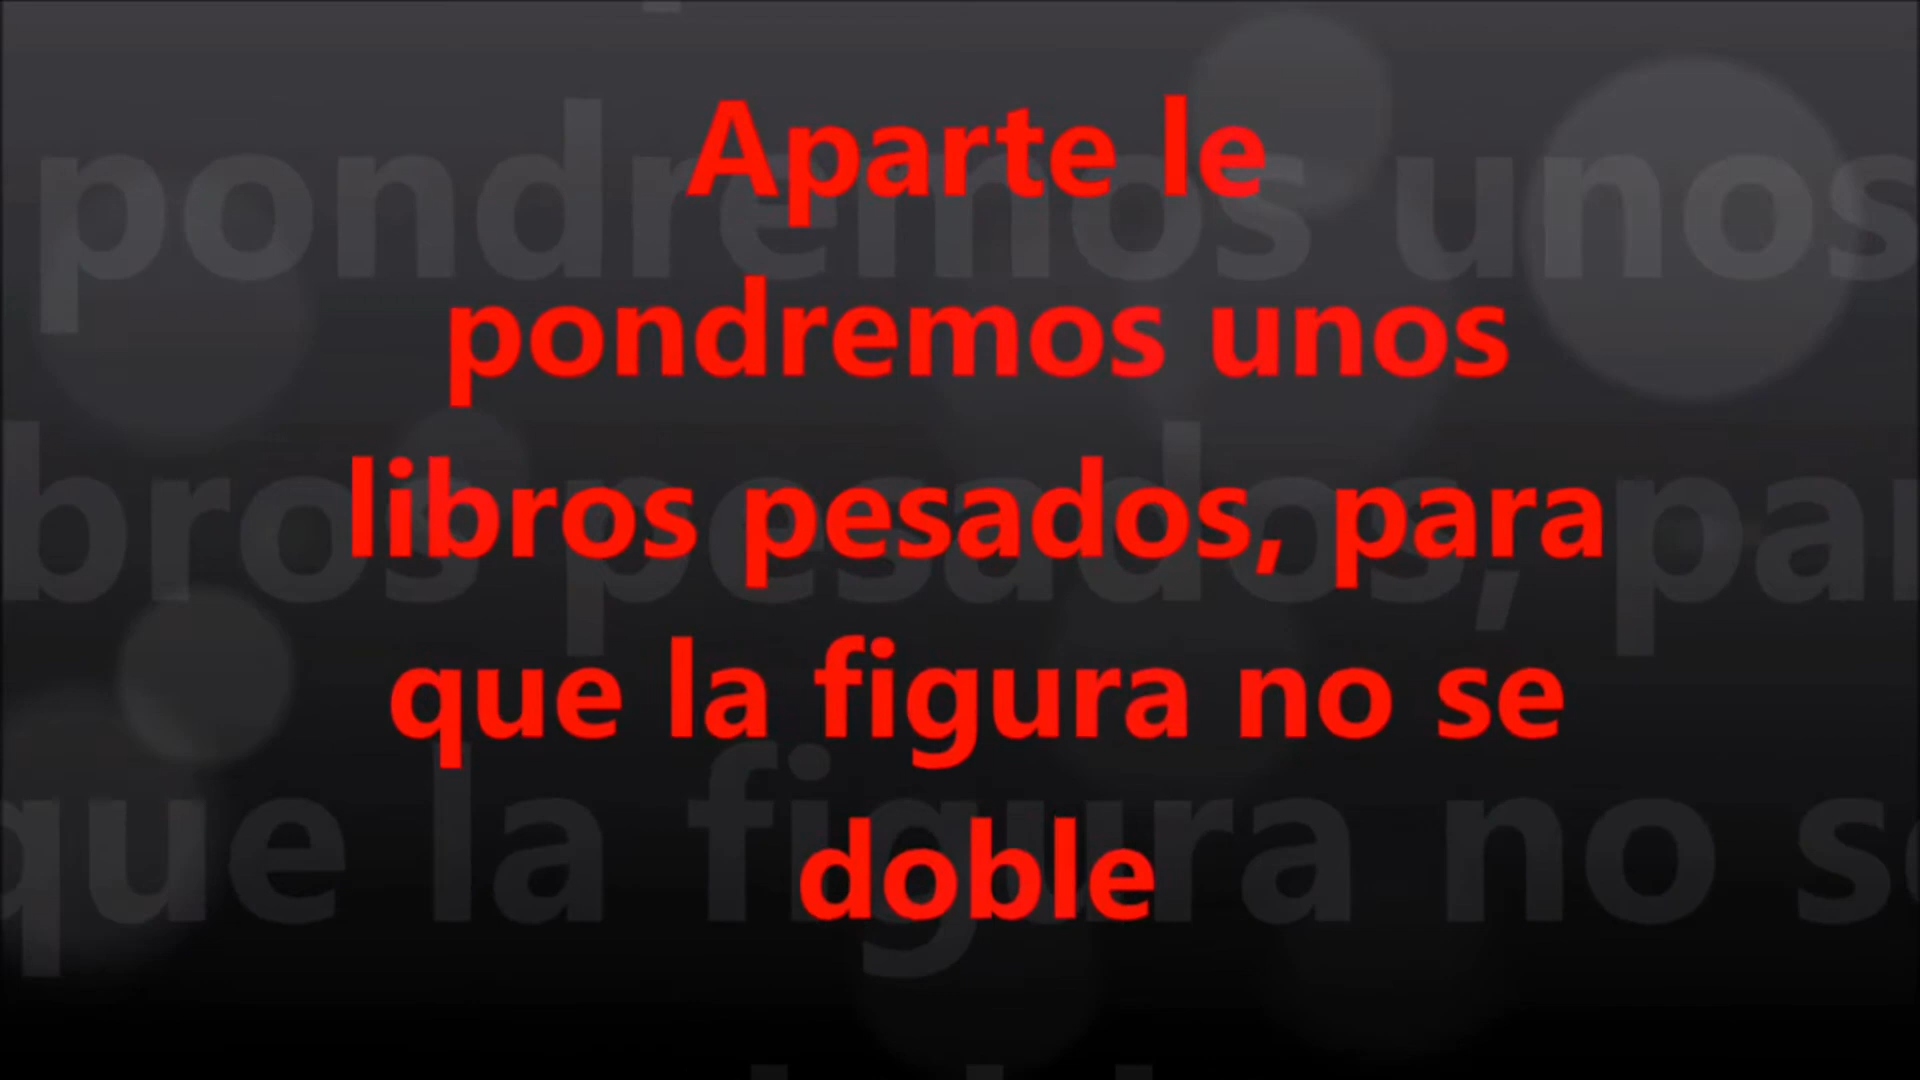 Aparte le
pondremos unos
libros pesados, para
que la figura no se
doble